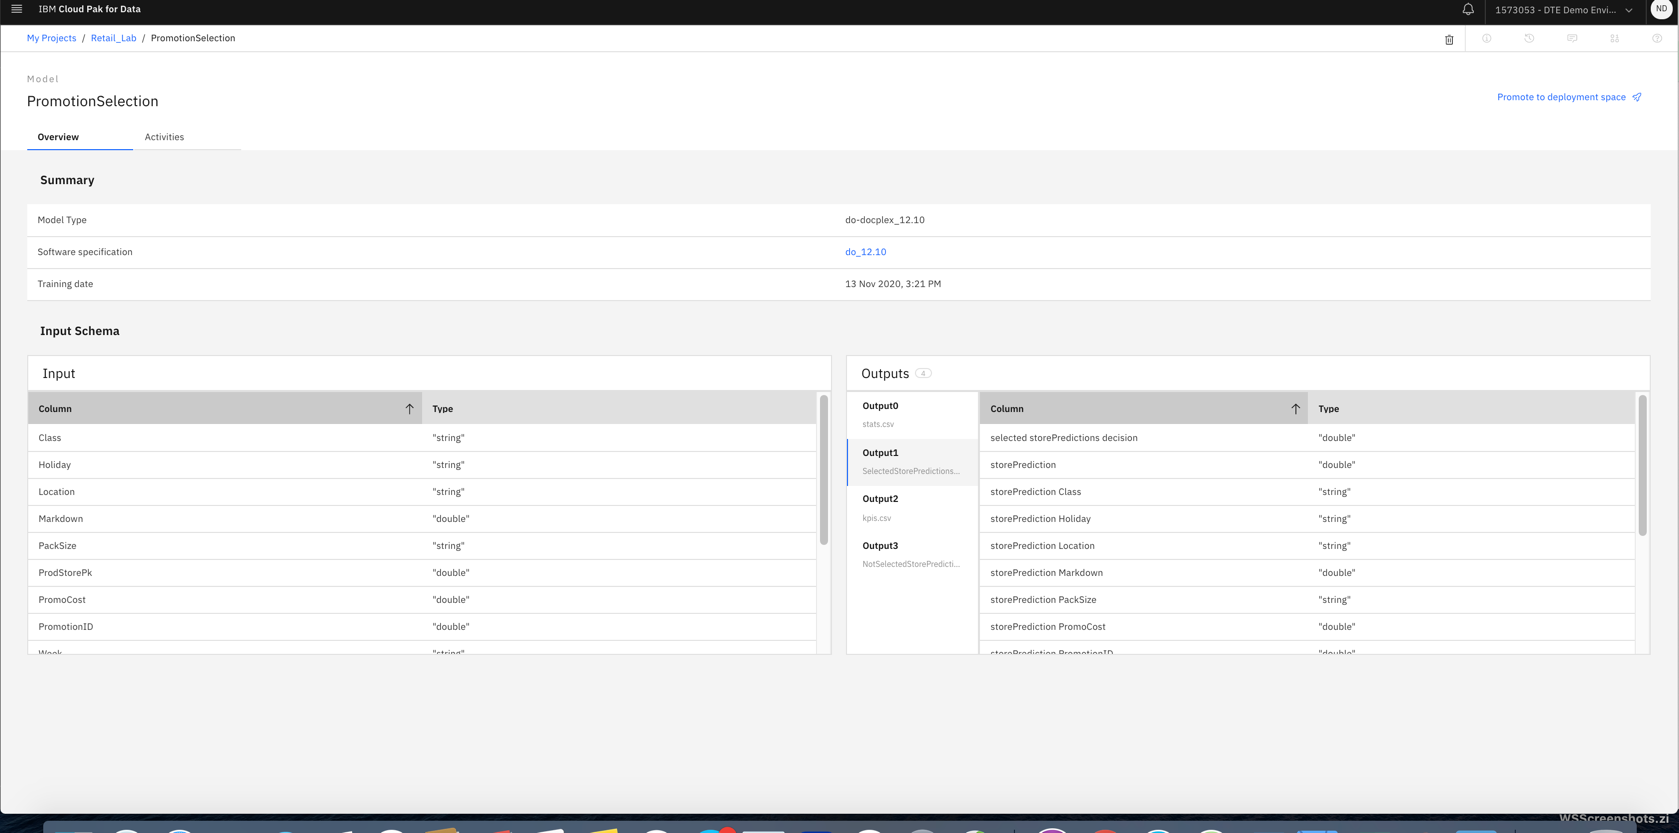 IBM Cloud Pak for Data
1573053 - DTE Demo Envi...
ND
My Projects / Retail_Lab / PromotionSelection
Model
PromotionSelection
Promote to deployment space
Overview
Activities
Summary
Model Type
do-docplex_12.10
Software specification
do_12.10
Training date
13 Nov 2020, 3:21 PM
Input Schema
Input
Column
Type
Class
"string"
Holiday
"string"
Location
"string"
Markdown
"double"
PackSize
"string"
ProdStorePk
"double"
PromoCost
"double"
PromotionID
"double"
Week
"string"
Outputs 4
Output0
stats.csv
Output1
SelectedStorePredictions...
Output2
kpis.csv
Output3
NotSelectedStorePredicti...
Column
Type
selected storePredictions decision
"double"
storePrediction
"double"
storePrediction Class
"string"
storePrediction Holiday
"string"
storePrediction Location
"string"
storePrediction Markdown
"double"
storePrediction PackSize
"string"
storePrediction PromoCost
"double"
storePrediction PromotionID
"double"
WSScreenshots.zi